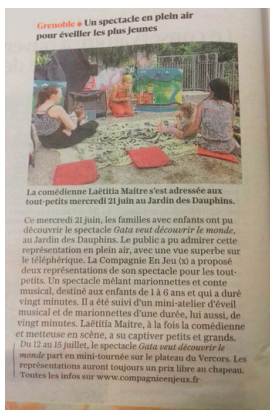 Grenoble ● Un spectacle en plein air
pour éveiller les plus jeunes
La comédienne Laëtitia Maitre s'est adressée aux
tout-petits mercredi 21 juin au Jardin des Dauphins.
Ce mercredi 21 juin, les familles avec enfants ont pu
découvrir le spectacle Gata veut découvrir le monde,
au Jardin des Dauphins. Le public a pu admirer cette
représentation en plein air, avec une vue superbe sur
le téléphérique. La Compagnie En Jeu (x) a proposé
deux représentations de son spectacle pour les tout-
petits. Un spectacle mêlant marionnettes et conte
musical, destiné aux enfants de 1 à 6 ans et qui a duré
vingt minutes. Il a été suivi d'un mini-atelier d'éveil
musical et de marionnettes d'une durée, lui aussi, de
vingt minutes. Laëtitia Maitre, à la fois la comédienne
et metteuse en scène, a su captiver petits et grands.
Du 12 au 15 juillet, le spectacle Gata veut découvrir le
monde part en mini-tournée sur le plateau du Vercors. Les
représentations auront toujours un prix libre au chapeau.
Toutes les infos sur www.compagnieenjeux.fr